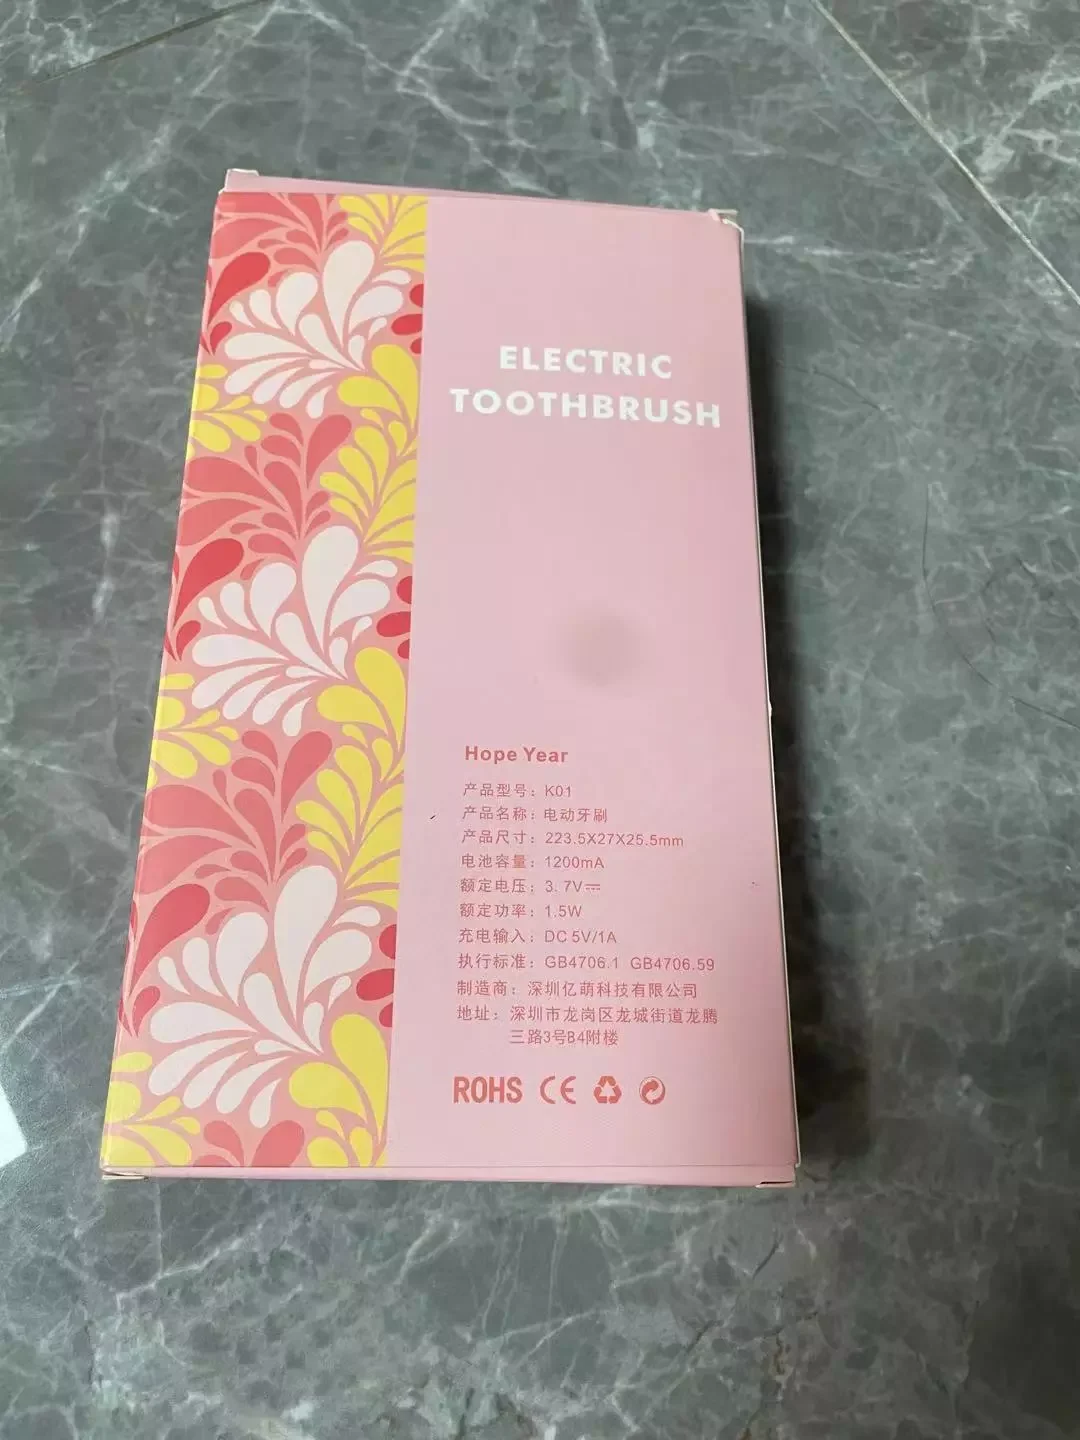 ELECTRIC
TOOTHBRUSH
Hope Year
产品型号：K01
产品名称：电动牙刷
产品尺寸：223.5X27X25.5mm
电池容量：1200mA
额定电压：3.7V⎓
额定功率：1.5W
充电输入：DC 5V/1A
执行标准：GB4706.1 GB4706.59
制造商：深圳亿萌科技有限公司
地址：深圳市龙岗区龙城街道龙腾
三路3号B4附楼
ROHS CE